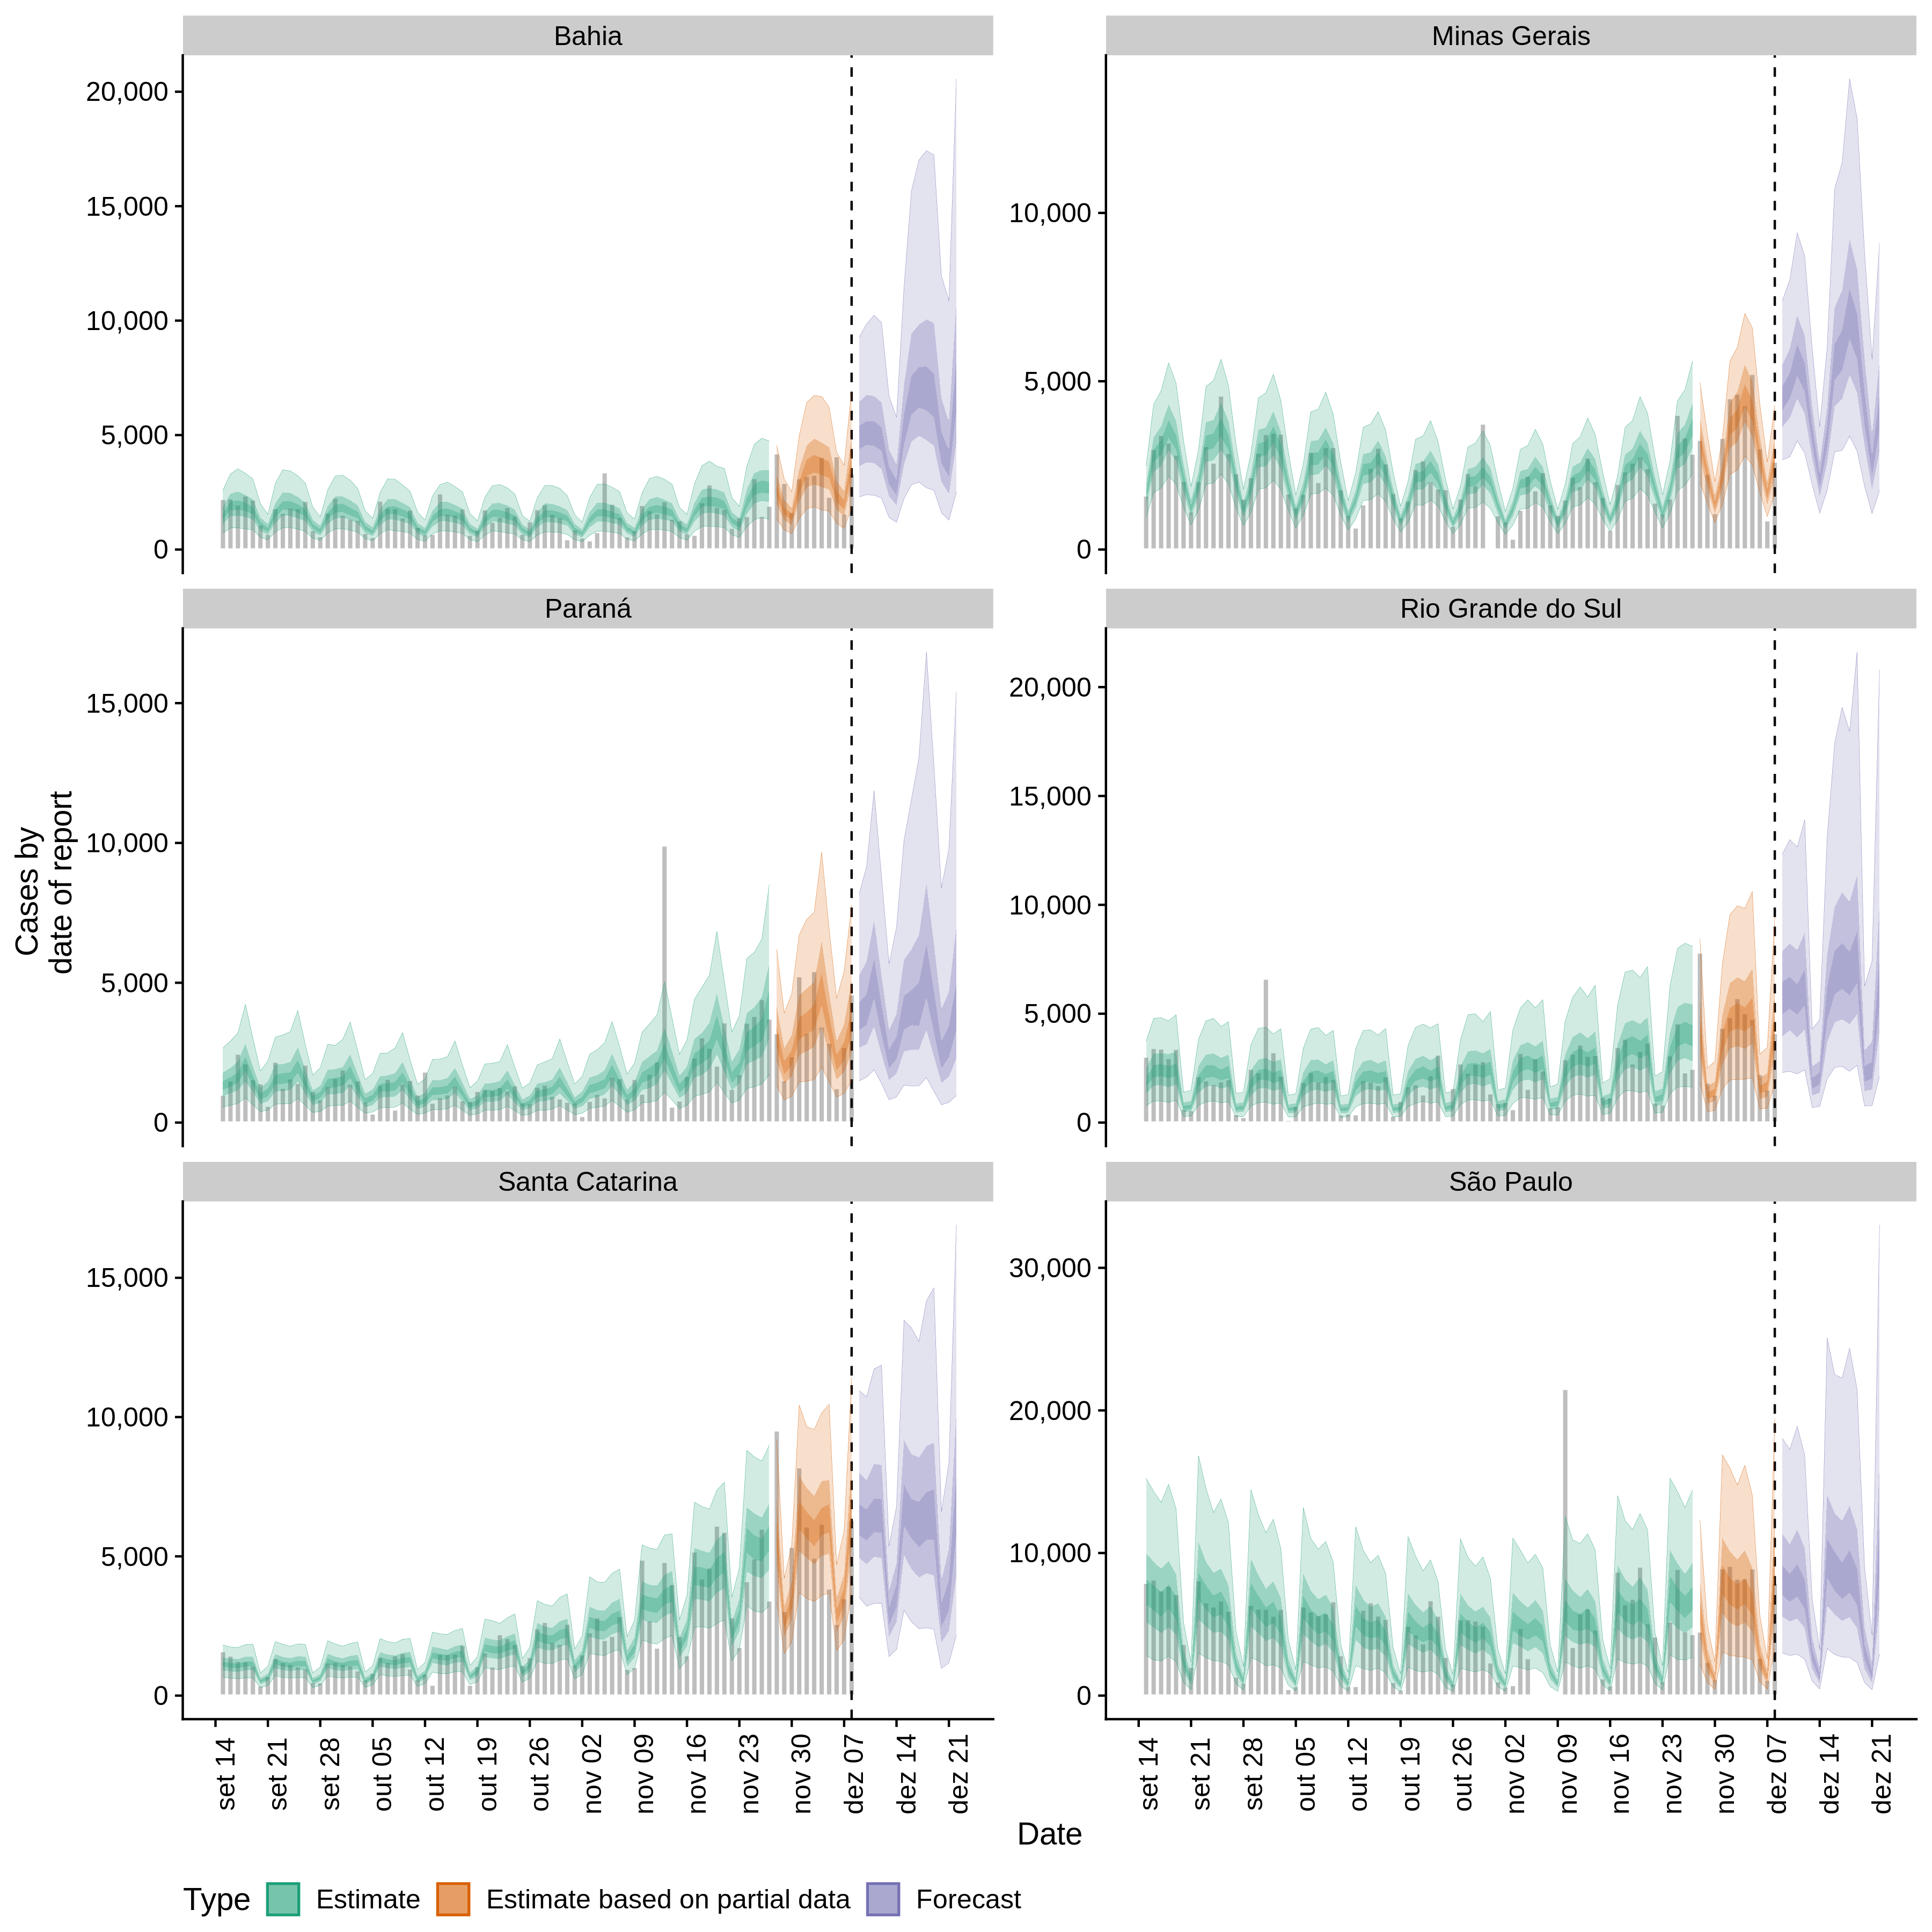 Bahia
Minas Gerais
20,000
15,000
10,000
5,000
0
10,000
5,000
0
Paraná
Rio Grande do Sul
15,000
10,000
5,000
0
20,000
15,000
10,000
5,000
0
Cases by
date of report
Santa Catarina
São Paulo
15,000
10,000
5,000
0
30,000
20,000
10,000
0
set 14
set 21
set 28
out 05
out 12
out 19
out 26
nov 02
nov 09
nov 16
nov 23
nov 30
dez 07
dez 14
dez 21
set 14
set 21
set 28
out 05
out 12
out 19
out 26
nov 02
nov 09
nov 16
nov 23
nov 30
dez 07
dez 14
dez 21
Date
Type Estimate Estimate based on partial data Forecast